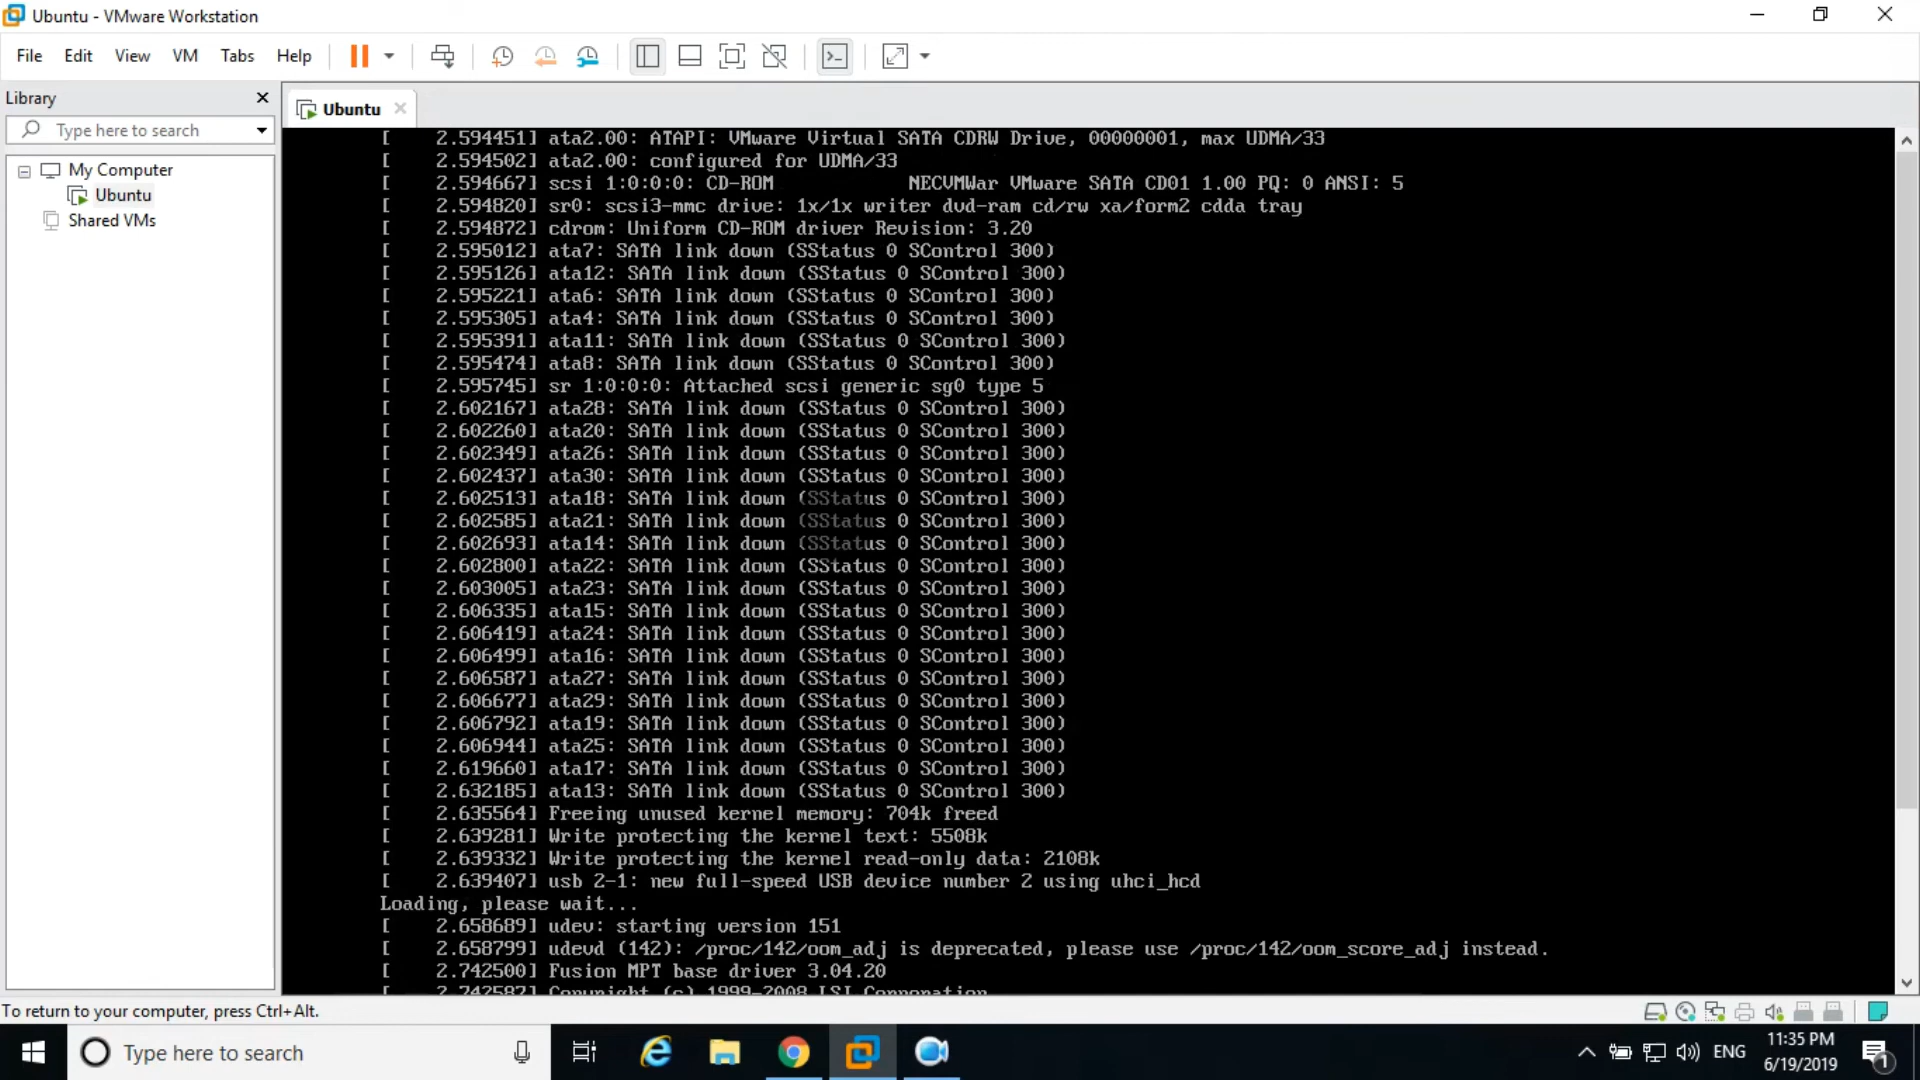 Ubuntu - VMware Workstation
File Edit View VM Tabs Help
Library
Type here to search
My Computer
Ubuntu
Shared VMs
Ubuntu
[    2.594451] ata2.00: ATAPI: VMware Virtual SATA CDRW Drive, 00000001, max UDMA/33
[    2.594502] ata2.00: configured for UDMA/33
[    2.594667] scsi 1:0:0:0: CD-ROM            NECVMWar VMware SATA CD01 1.00 PQ: 0 ANSI: 5
[    2.594820] sr0: scsi3-mmc drive: 1x/1x writer dvd-ram cd/rw xa/form2 cdda tray
[    2.594872] cdrom: Uniform CD-ROM driver Revision: 3.20
[    2.595012] ata7: SATA link down (SStatus 0 SControl 300)
[    2.595126] ata12: SATA link down (SStatus 0 SControl 300)
[    2.595221] ata6: SATA link down (SStatus 0 SControl 300)
[    2.595305] ata4: SATA link down (SStatus 0 SControl 300)
[    2.595391] ata11: SATA link down (SStatus 0 SControl 300)
[    2.595474] ata8: SATA link down (SStatus 0 SControl 300)
[    2.595745] sr 1:0:0:0: Attached scsi generic sg0 type 5
[    2.602167] ata28: SATA link down (SStatus 0 SControl 300)
[    2.602260] ata20: SATA link down (SStatus 0 SControl 300)
[    2.602349] ata26: SATA link down (SStatus 0 SControl 300)
[    2.602437] ata30: SATA link down (SStatus 0 SControl 300)
[    2.602513] ata18: SATA link down (SStatus 0 SControl 300)
[    2.602585] ata21: SATA link down (SStatus 0 SControl 300)
[    2.602693] ata14: SATA link down (SStatus 0 SControl 300)
[    2.602800] ata22: SATA link down (SStatus 0 SControl 300)
[    2.603005] ata23: SATA link down (SStatus 0 SControl 300)
[    2.606335] ata15: SATA link down (SStatus 0 SControl 300)
[    2.606419] ata24: SATA link down (SStatus 0 SControl 300)
[    2.606499] ata16: SATA link down (SStatus 0 SControl 300)
[    2.606587] ata27: SATA link down (SStatus 0 SControl 300)
[    2.606677] ata29: SATA link down (SStatus 0 SControl 300)
[    2.606792] ata19: SATA link down (SStatus 0 SControl 300)
[    2.606944] ata25: SATA link down (SStatus 0 SControl 300)
[    2.619660] ata17: SATA link down (SStatus 0 SControl 300)
[    2.632185] ata13: SATA link down (SStatus 0 SControl 300)
[    2.635564] Freeing unused kernel memory: 704k freed
[    2.639281] Write protecting the kernel text: 5508k
[    2.639332] Write protecting the kernel read-only data: 2108k
[    2.639407] usb 2-1: new full-speed USB device number 2 using uhci_hcd
Loading, please wait...
[    2.658689] udev: starting version 151
[    2.658799] udevd (142): /proc/142/oom_adj is deprecated, please use /proc/142/oom_score_adj instead.
[    2.742500] Fusion MPT base driver 3.04.20
[    2.742587] Copyright (c) 1999-2008 LSI Corporation
To return to your computer, press Ctrl+Alt.
Type here to search
ENG
11:35 PM
6/19/2019
1